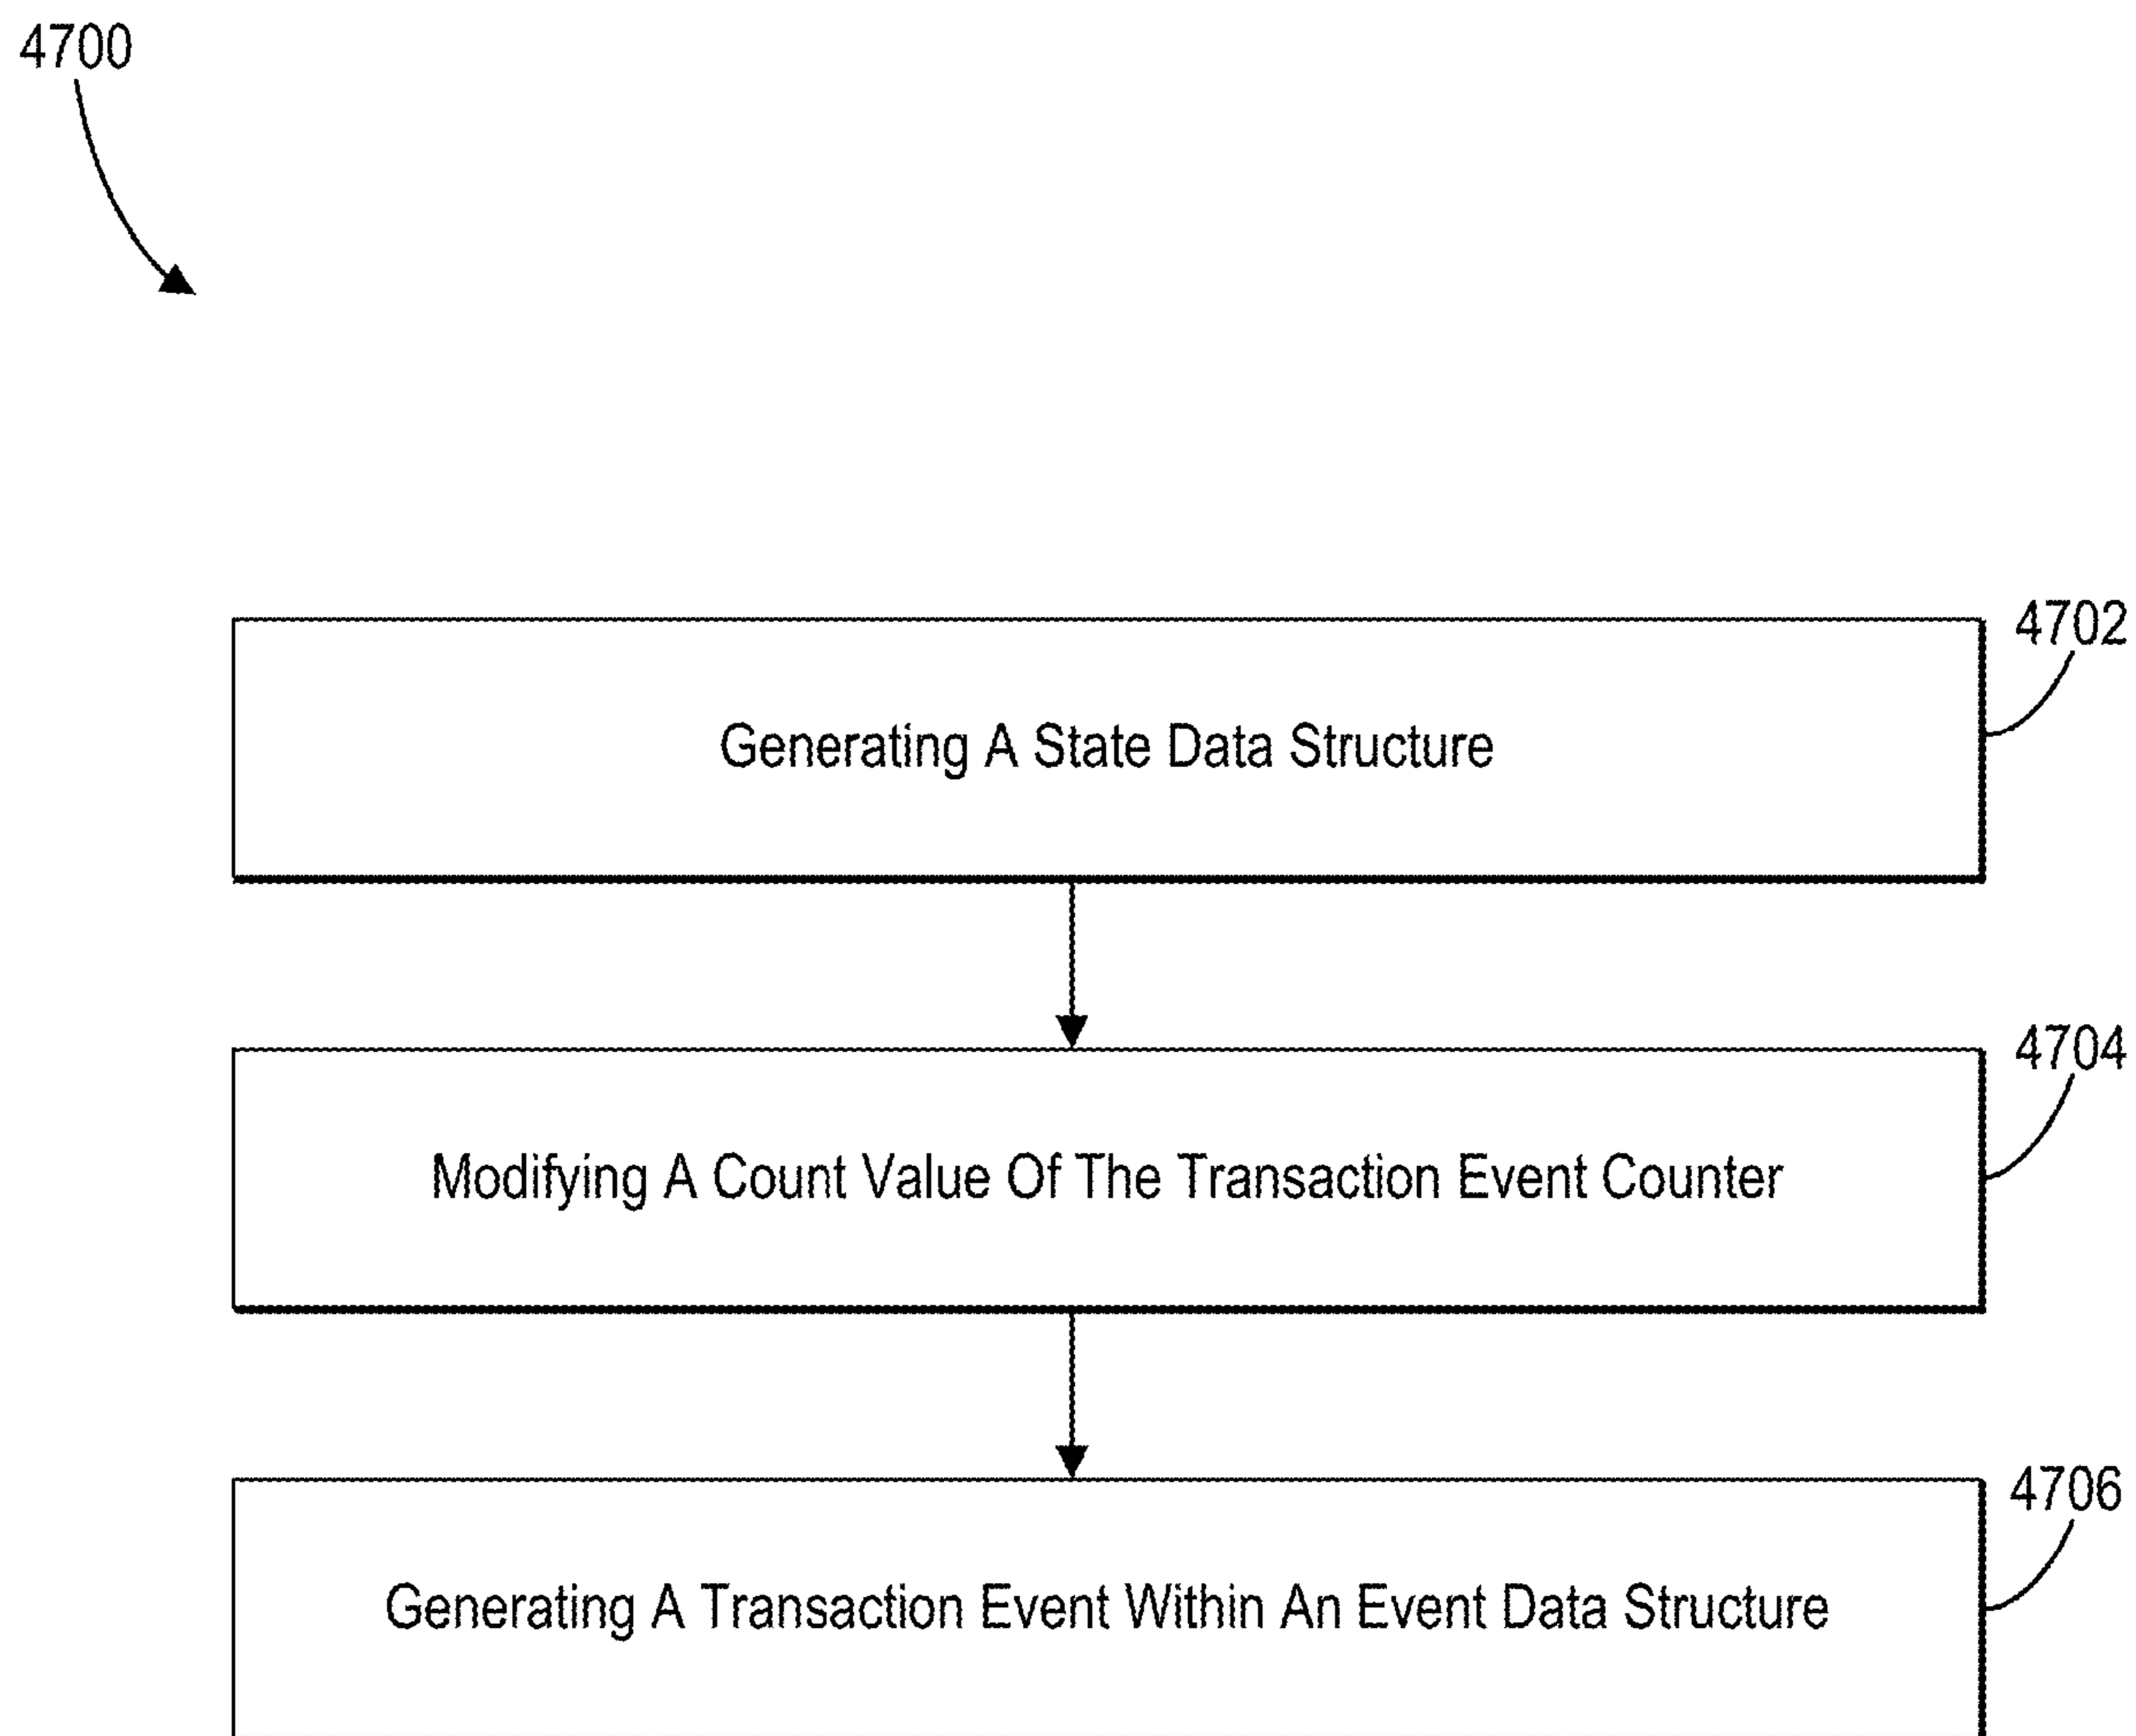 4700
4702
Generating A State Data Structure
4704
Modifying A Count Value Of The Transaction Event Counter
4706
Generating A Transaction Event Within An Event Data Structure